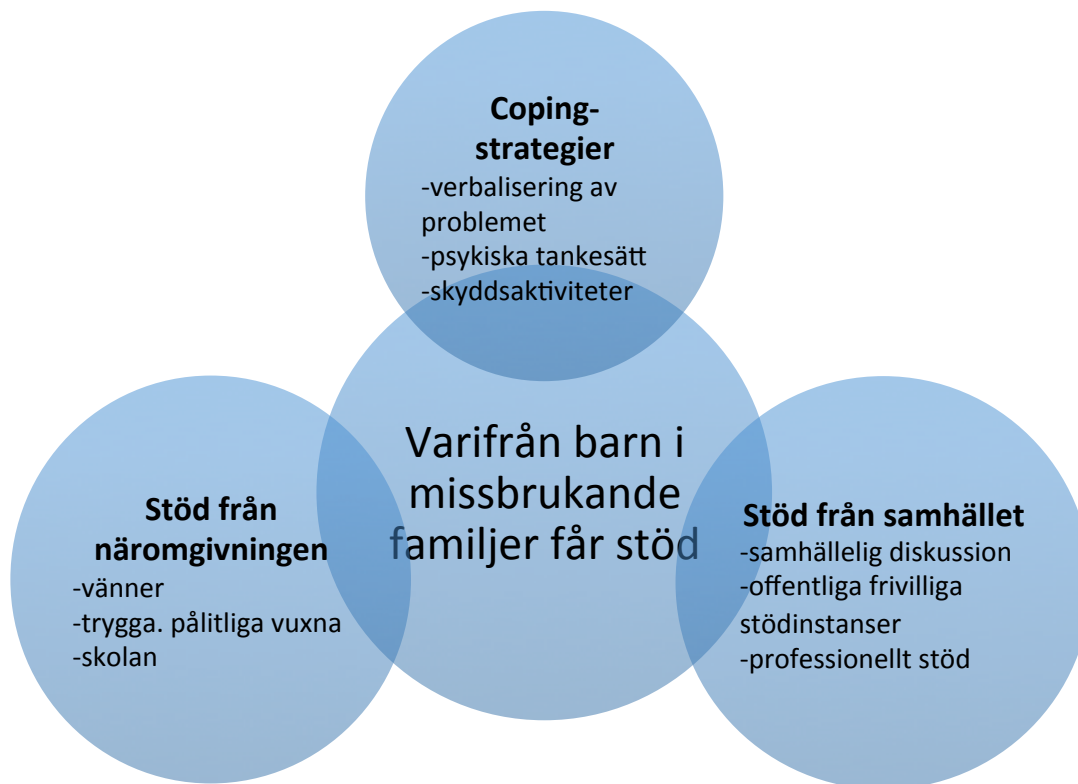 Coping-
strategier
-verbalisering av
problemet
-psykiska tankesätt
-skyddsaktiviteter
Varifrån barn i
missbrukande
familjer får stöd
Stöd från
näromgivningen
-vänner
-trygga. pålitliga vuxna
-skolan
Stöd från samhället
-samhällelig diskussion
-offentliga frivilliga
stödinstanser
-professionellt stöd